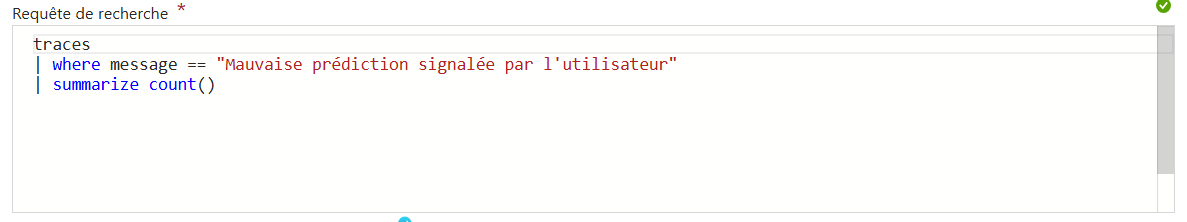 Requête de recherche *
traces
| where message == "Mauvaise prédiction signalée par l'utilisateur"
| summarize count()